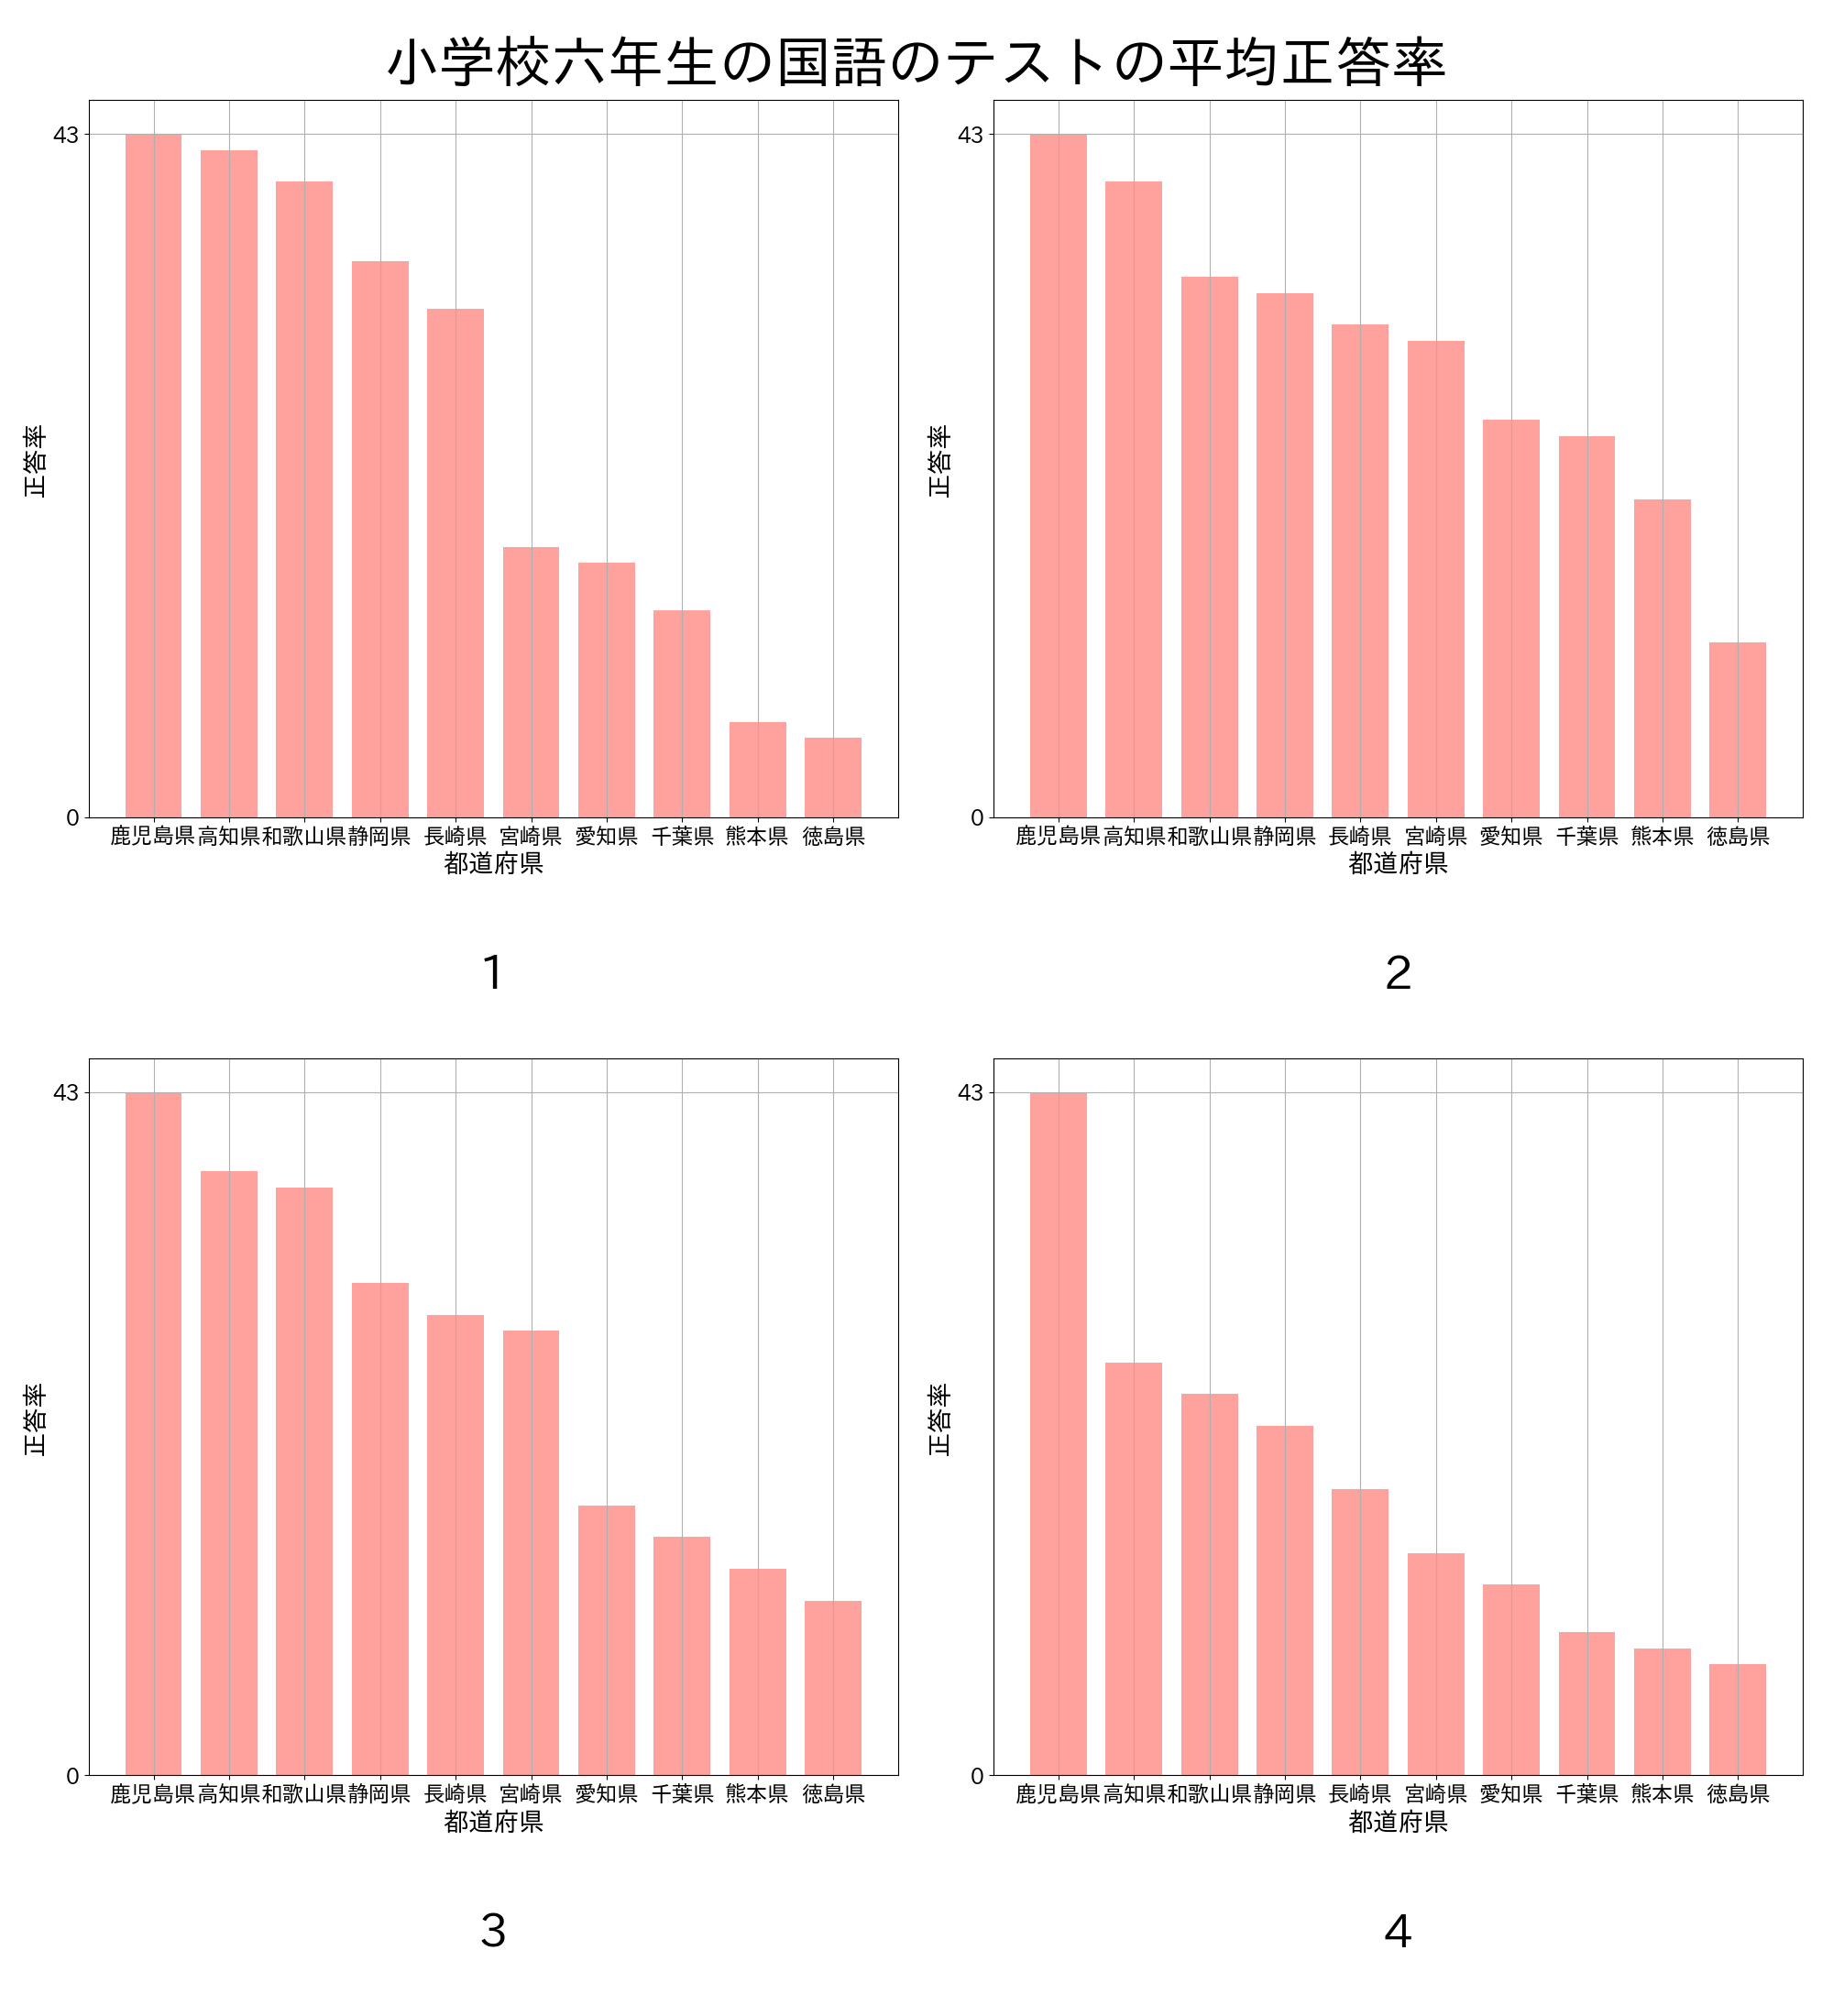 小学校六年生の国語のテストの平均正答率
43
0
正答率
鹿児島県 高知県 和歌山県 静岡県 長崎県 宮崎県 愛知県 千葉県 熊本県 徳島県
都道府県
1
43
0
正答率
鹿児島県 高知県 和歌山県 静岡県 長崎県 宮崎県 愛知県 千葉県 熊本県 徳島県
都道府県
2
43
0
正答率
鹿児島県 高知県 和歌山県 静岡県 長崎県 宮崎県 愛知県 千葉県 熊本県 徳島県
都道府県
3
43
0
正答率
鹿児島県 高知県 和歌山県 静岡県 長崎県 宮崎県 愛知県 千葉県 熊本県 徳島県
都道府県
4